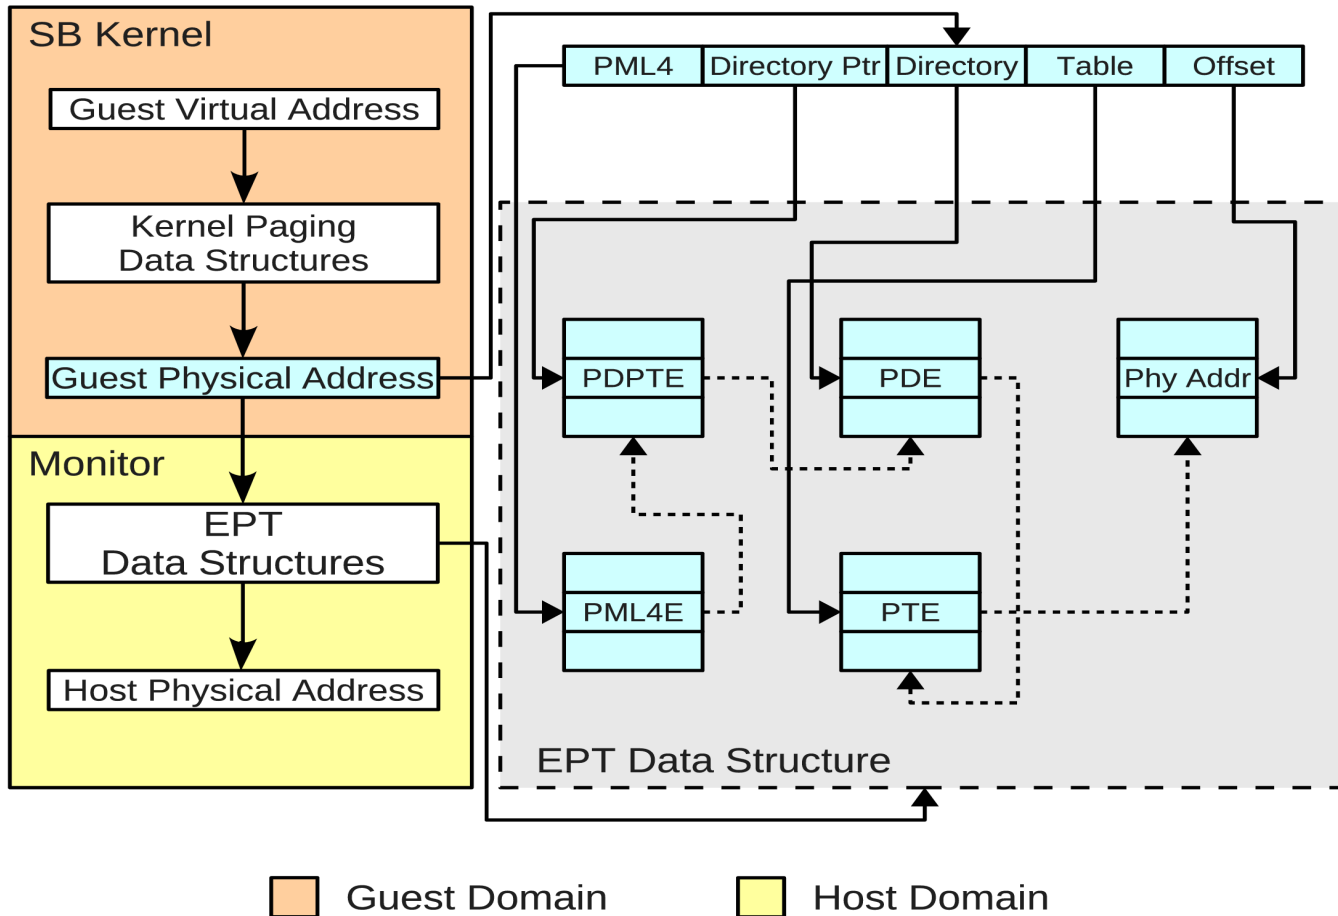 SB Kernel
Guest Virtual Address
Kernel Paging
Data Structures
Guest Physical Address
Monitor
EPT
Data Structures
Host Physical Address
PML4 Directory Ptr Directory Table Offset
PDPTE PDE Phy Addr
PML4E PTE
EPT Data Structure
Guest Domain Host Domain